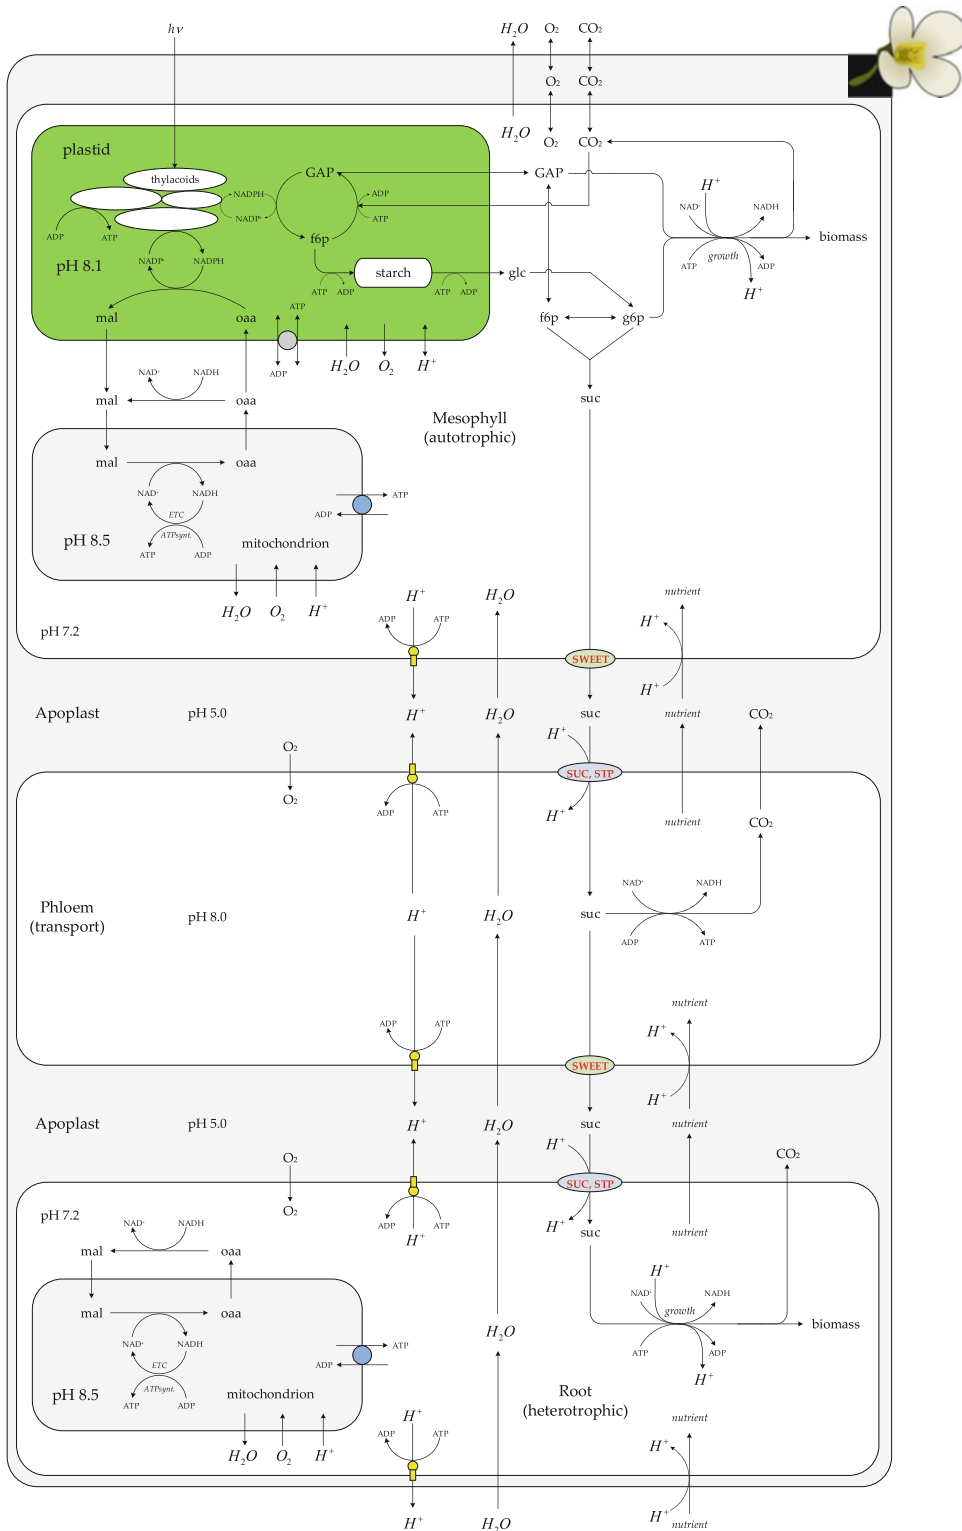 hν
H₂O O₂ CO₂
O₂ CO₂
H₂O O₂ CO₂
plastid
thylacoids
GAP GAP
NADPH ADP
NADP⁺ ATP
H⁺
NAD⁺ NADH
ADP ATP
f6p
biomass
growth
ATP ADP
H⁺
pH 8.1
NADP⁺ NADPH
starch
glc
ATP ADP ATP ADP
mal oaa
ATP
f6p g6p
ADP
H₂O O₂ H⁺
NAD⁺ NADH
mal oaa
suc
Mesophyll
(autotrophic)
mal oaa
NAD⁺ NADH
ETC
ATPsynt.
ATP ADP
pH 8.5
mitochondrion
ATP
ADP
H₂O O₂ H⁺
H⁺
H₂O
nutrient
ADP ATP
H⁺
pH 7.2
SWEET
H⁺
Apoplast
pH 5.0
H⁺
H₂O
suc
nutrient
CO₂
O₂
H⁺
SUC, STP
O₂
ADP ATP
H⁺
nutrient
CO₂
Phloem
(transport)
pH 8.0
H⁺
H₂O
suc
NAD⁺ NADH
ADP ATP
nutrient
ADP ATP
H⁺
SWEET
H⁺
Apoplast
pH 5.0
H⁺
H₂O
suc
nutrient
O₂
H⁺
CO₂
SUC, STP
O₂
pH 7.2
ADP ATP
H⁺
H⁺
suc
nutrient
NAD⁺ NADH
mal oaa
mal oaa
NAD⁺ NADH
ETC
ATPsynt.
ATP ADP
pH 8.5
mitochondrion
ATP
ADP
H₂O O₂ H⁺
H₂O
H⁺
NAD⁺ NADH
growth
biomass
ATP ADP
H⁺
Root
(heterotrophic)
H⁺
ADP ATP
nutrient
H⁺
H⁺
H⁺
H₂O
nutrient